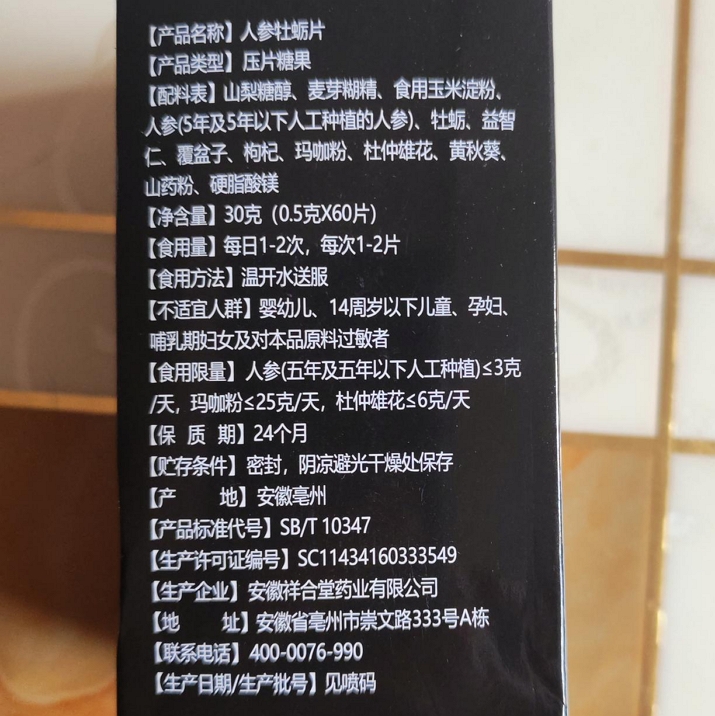 【产品名称】人参牡蛎片
【产品类型】压片糖果
【配料表】山梨糖醇、麦芽糊精、食用玉米淀粉、
人参(5年及5年以下人工种植的人参)、牡蛎、益智
仁、覆盆子、枸杞、玛咖粉、杜仲雄花、黄秋葵、
山药粉、硬脂酸镁
【净含量】30克（0.5克X60片）
【食用量】每日1-2次，每次1-2片
【食用方法】温开水送服
【不适宜人群】婴幼儿、14周岁以下儿童、孕妇、
哺乳期妇女及对本品原料过敏者
【食用限量】人参(五年及五年以下人工种植)≤3克
/天，玛咖粉≤25克/天，杜仲雄花≤6克/天
【保 质 期】24个月
【贮存条件】密封，阴凉避光干燥处保存
【产 地】安徽亳州
【产品标准代号】SB/T 10347
【生产许可证编号】SC11434160333549
【生产企业】安徽祥合堂药业有限公司
【地 址】安徽省亳州市崇文路333号A栋
【联系电话】400-0076-990
【生产日期/生产批号】见喷码